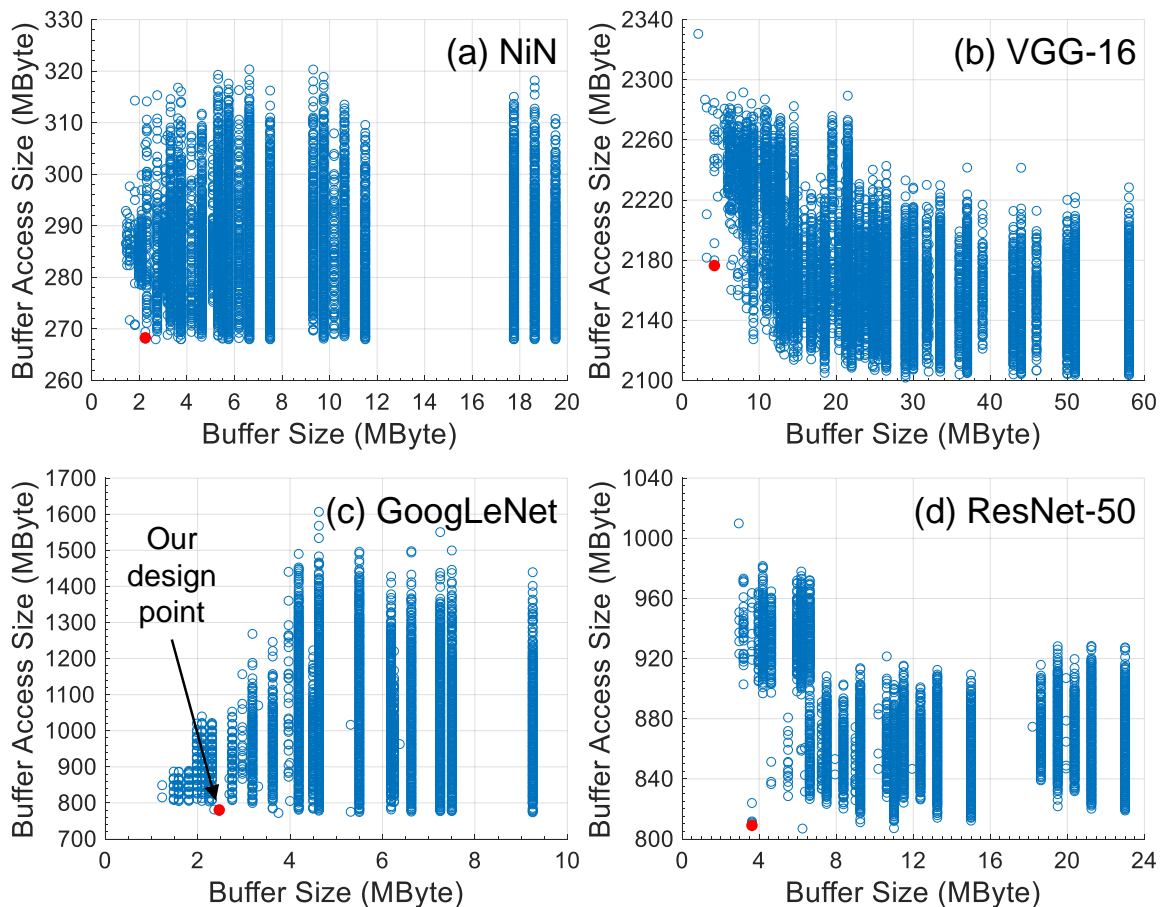 (a) NiN
Buffer Access Size (MByte)
330
320
310
300
290
280
270
260
0 2 4 6 8 10 12 14 16 18 20
Buffer Size (MByte)
(b) VGG-16
Buffer Access Size (MByte)
2340
2300
2260
2220
2180
2140
2100
0 10 20 30 40 50 60
Buffer Size (MByte)
(c) GoogLeNet
Buffer Access Size (MByte)
1700
1600
1500
1400
1300
1200
1100
1000
900
800
700
Our
design
point
0 2 4 6 8 10
Buffer Size (MByte)
(d) ResNet-50
Buffer Access Size (MByte)
1040
1000
960
920
880
840
800
0 4 8 12 16 20 24
Buffer Size (MByte)